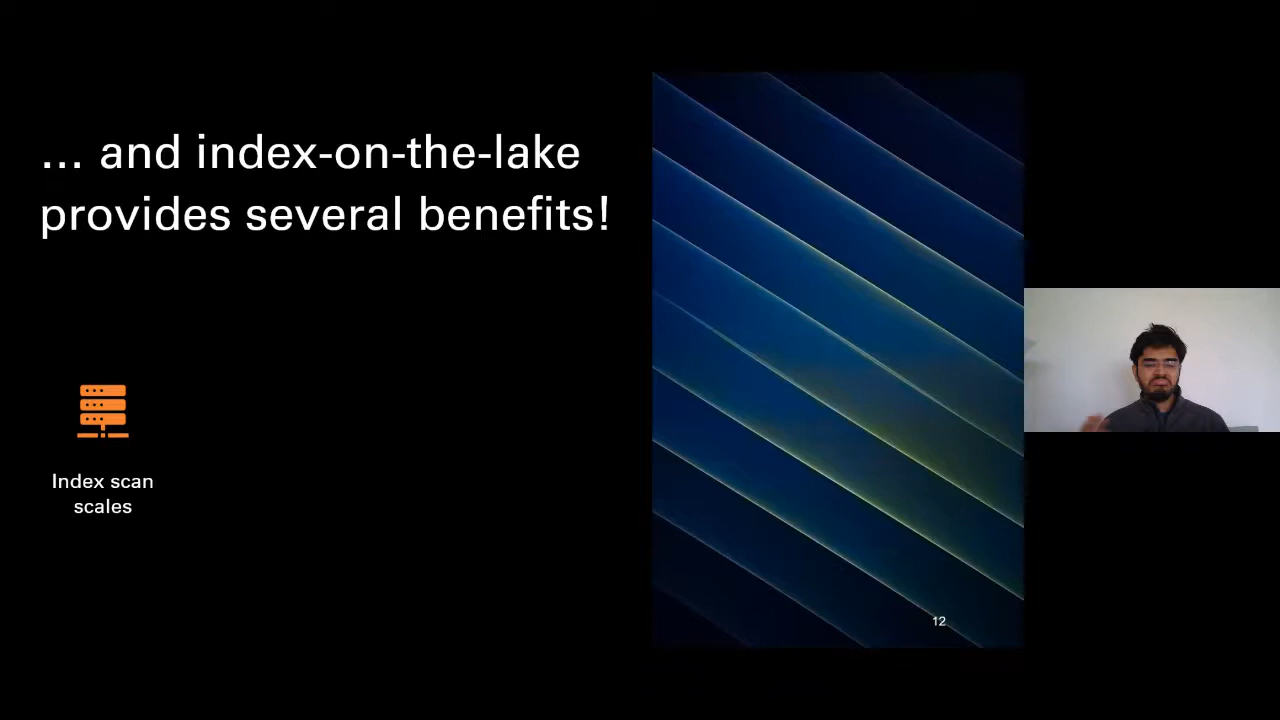 ... and index-on-the-lake
provides several benefits!
Index scan
scales
12